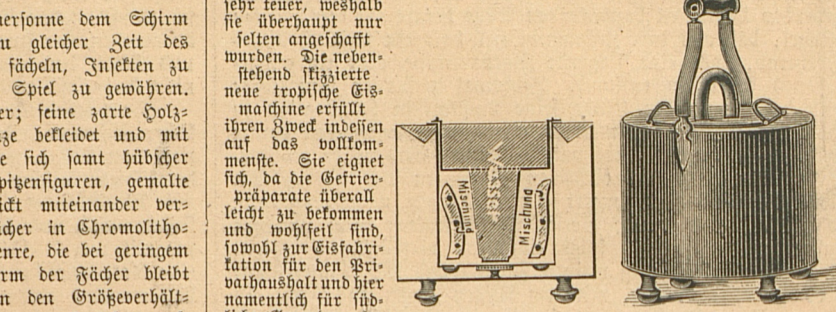 nersonne dem Schirm
u gleicher Zeit des
fächeln, Insekten zu
Spiel zu gewähren.
er; feine zarte Holz=
ze bekleidet und mit
e sich samt hübscher
pitzenfiguren, gemalte
ickt miteinander ver=
cher in Chromolitho=
enre, die bei geringem
rm der Fächer bleibt
n den Größeverhält=
sehr teuer, weshalb
sie überhaupt nur
selten angeschafft
wurden. Die neben=
stehend skizzierte
neue tropische Eis=
maschine erfüllt
ihren Zweck indessen
auf das vollkom=
menste. Sie eignet
sich, da die Gefrier=
präparate überall
leicht zu bekommen
und wohlfeil sind,
sowohl zur Eisfabri=
kation für den Pri=
vathaushalt und hier
namentlich für süd=
Mischung
Wasser
Mischung